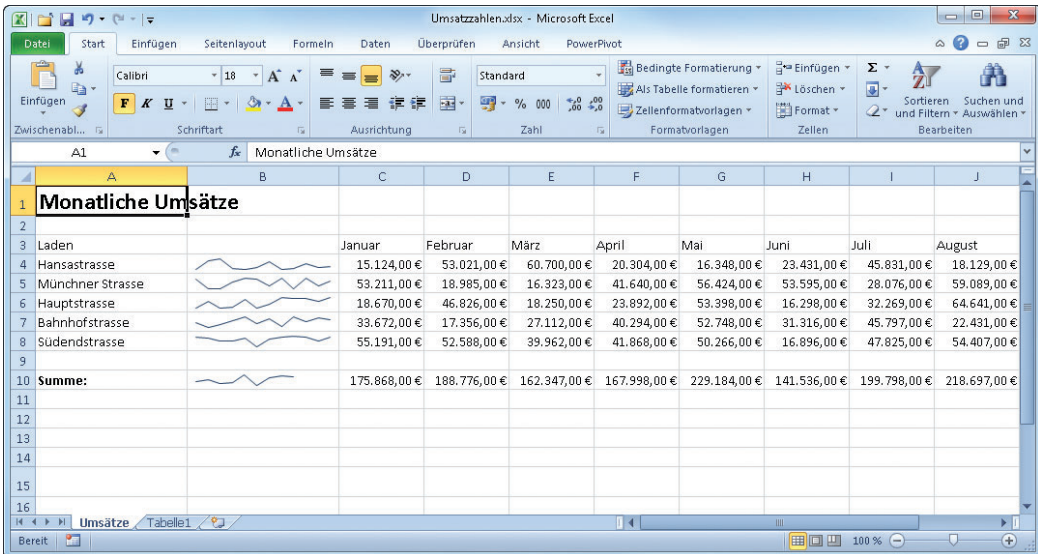 Umsatzzahlen.xlsx - Microsoft Excel
Datei Start Einfügen Seitenlayout Formeln Daten Überprüfen Ansicht PowerPivot
Einfügen
Calibri 18
F K U
Standard
% 000
Bedingte Formatierung
Als Tabelle formatieren
Zellenformatvorlagen
Einfügen
Löschen
Format
Sortieren und Filtern
Suchen und Auswählen
Zwischenabl... Schriftart Ausrichtung Zahl Formatvorlagen Zellen Bearbeiten
A1 fx Monatliche Umsätze
A B C D E F G H I J
1 Monatliche Umsätze
2
3 Laden Januar Februar März April Mai Juni Juli August
4 Hansastrasse 15.124,00 € 53.021,00 € 60.700,00 € 20.304,00 € 16.348,00 € 23.431,00 € 45.831,00 € 18.129,00 €
5 Münchner Strasse 53.211,00 € 18.985,00 € 16.323,00 € 41.640,00 € 56.424,00 € 53.595,00 € 28.076,00 € 59.089,00 €
6 Hauptstrasse 18.670,00 € 46.826,00 € 18.250,00 € 23.892,00 € 53.398,00 € 16.298,00 € 32.269,00 € 64.641,00 €
7 Bahnhofstrasse 33.672,00 € 17.356,00 € 27.112,00 € 40.294,00 € 52.748,00 € 31.316,00 € 45.797,00 € 22.431,00 €
8 Südendstrasse 55.191,00 € 52.588,00 € 39.962,00 € 41.868,00 € 50.266,00 € 16.896,00 € 47.825,00 € 54.407,00 €
9
10 Summe: 175.868,00 € 188.776,00 € 162.347,00 € 167.998,00 € 229.184,00 € 141.536,00 € 199.798,00 € 218.697,00 €
11
12
13
14
15
16
Umsätze Tabelle1
Bereit 100 %